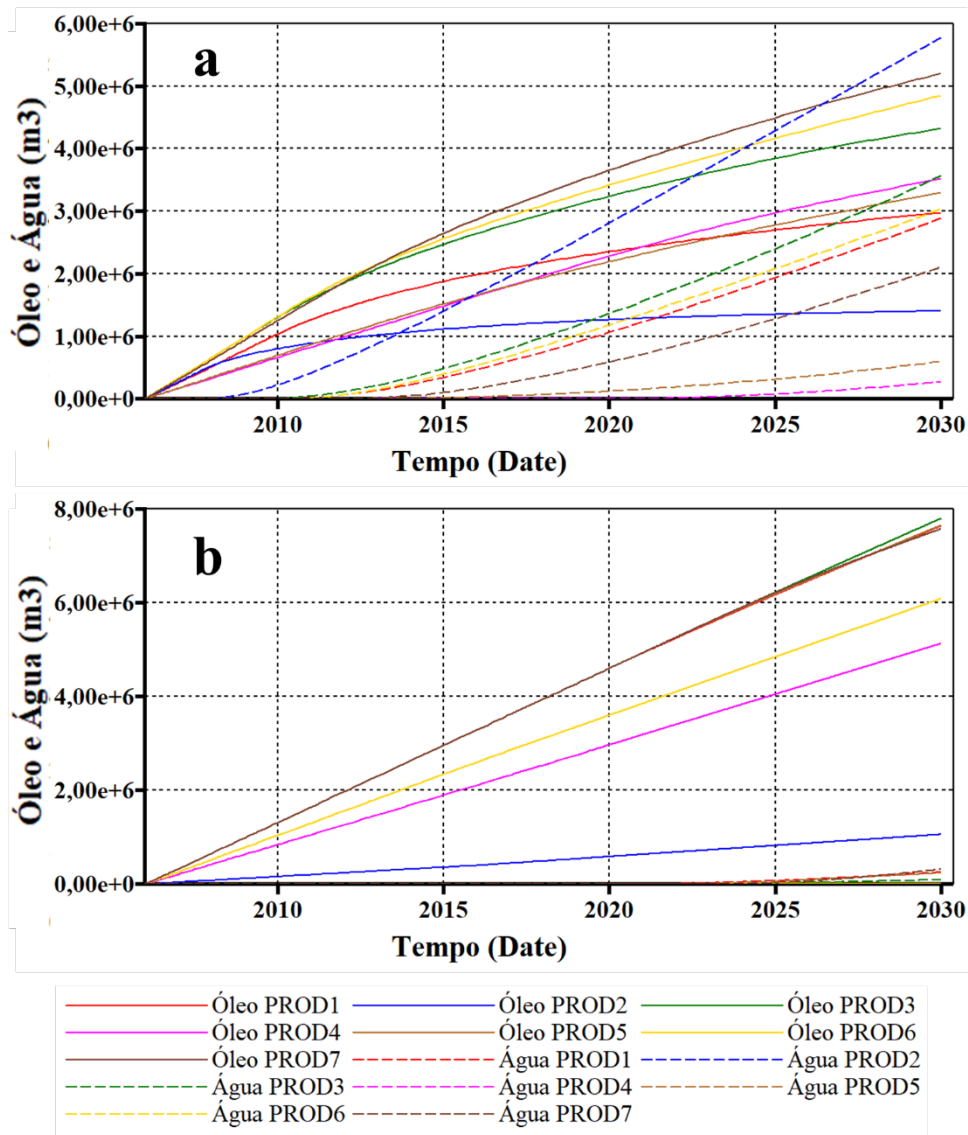 6,00e+6
a
5,00e+6
4,00e+6
3,00e+6
2,00e+6
1,00e+6
0,00e+0
Óleo e Água (m3)
2010 2015 2020 2025 2030
Tempo (Date)
8,00e+6
b
6,00e+6
4,00e+6
2,00e+6
0,00e+0
Óleo e Água (m3)
2010 2015 2020 2025 2030
Tempo (Date)
Óleo PROD1 Óleo PROD2 Óleo PROD3
Óleo PROD4 Óleo PROD5 Óleo PROD6
Óleo PROD7 Água PROD1 Água PROD2
Água PROD3 Água PROD4 Água PROD5
Água PROD6 Água PROD7